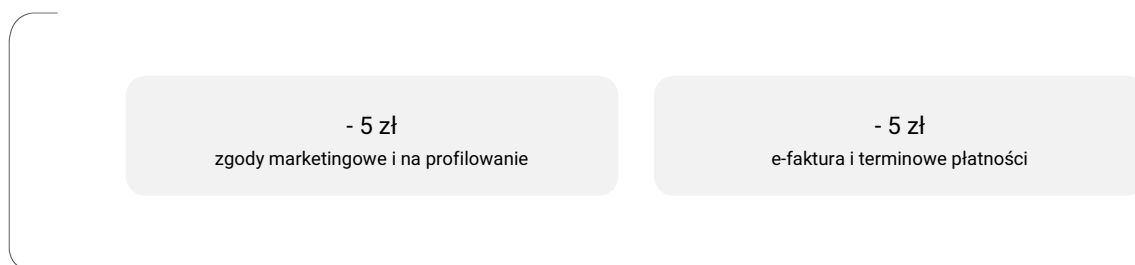 - 5 zł
zgody marketingowe i na profilowanie
- 5 zł
e-faktura i terminowe płatności